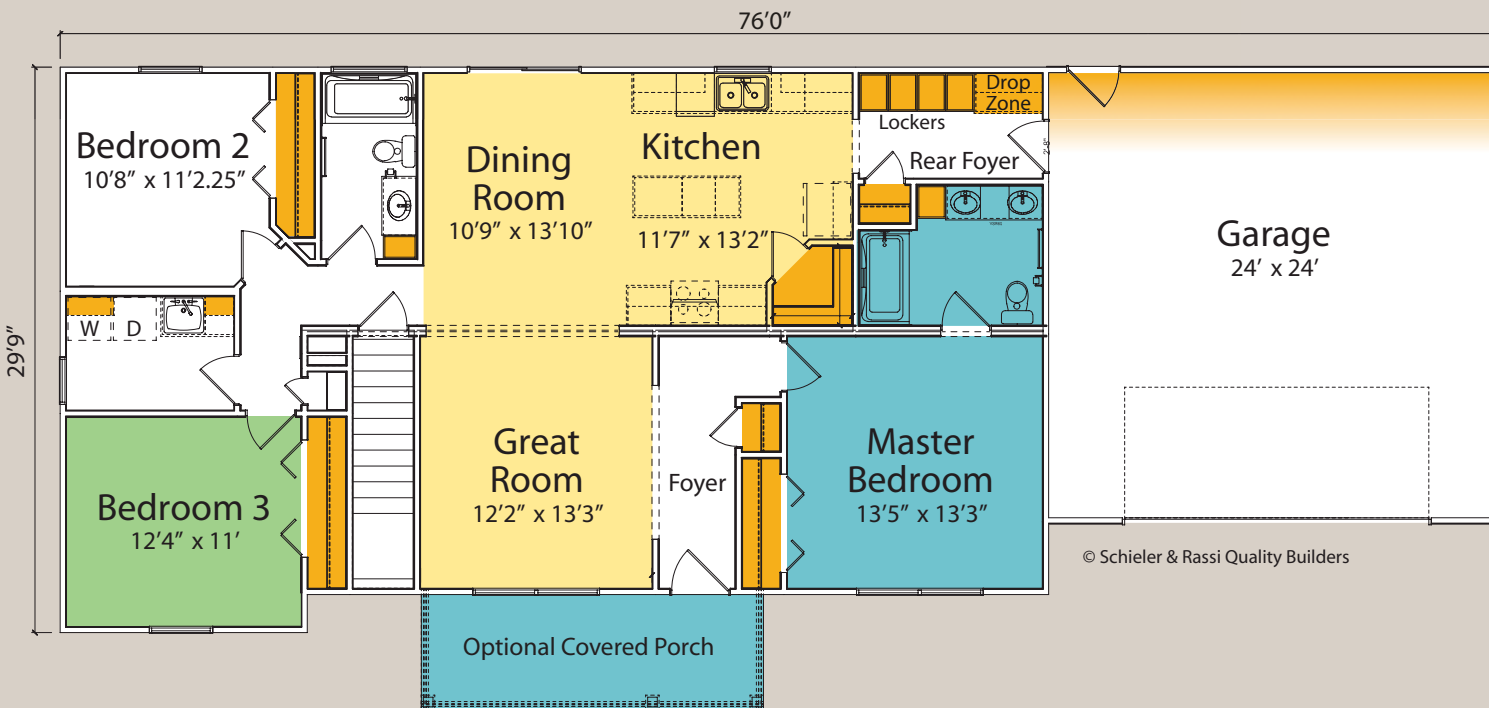 76’0”
29’9”
Bedroom 2
10’8” x 11’2.25”
Dining
Room
10’9” x 13’10”
Kitchen
11’7” x 13’2”
Drop
Zone
Lockers
Rear Foyer
2'-8"
Garage
24’ x 24’
W
D
Bedroom 3
12’4” x 11’
Great
Room
12’2” x 13’3”
Foyer
Master
Bedroom
13’5” x 13’3”
© Schieler & Rassi Quality Builders
Optional Covered Porch